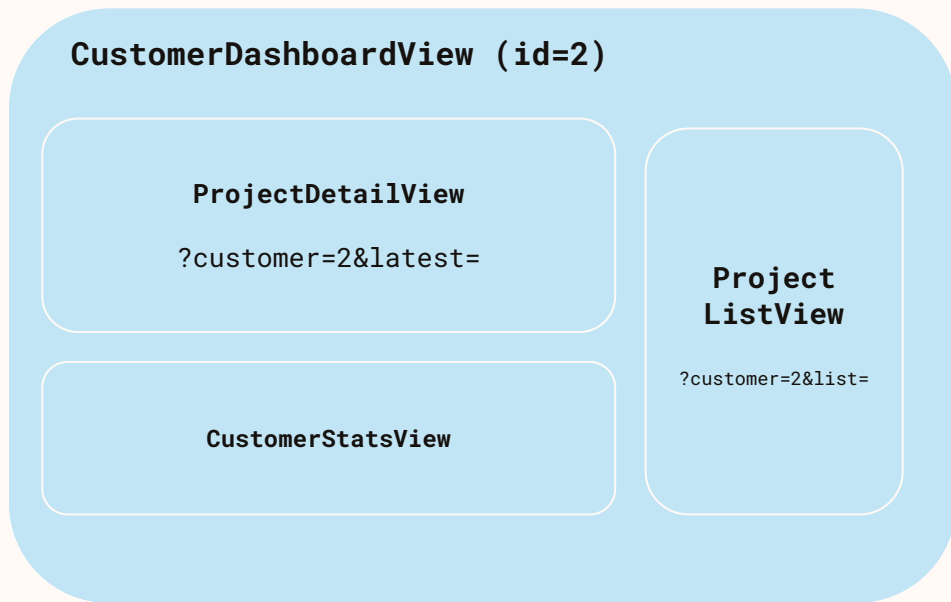 CustomerDashboardView (id=2)
ProjectDetailView
?customer=2&latest=
Project
ListView
?customer=2&list=
CustomerStatsView